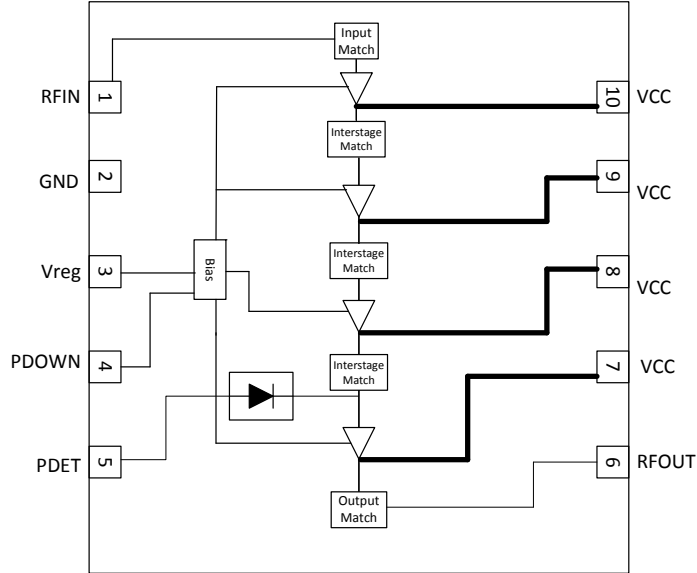 Input
Match
RFIN
1
10
VCC
Interstage
Match
GND
2
9
VCC
Interstage
Match
Bias
Vreg
3
8
VCC
PDOWN
4
Interstage
Match
7
VCC
PDET
5
6
RFOUT
Output
Match